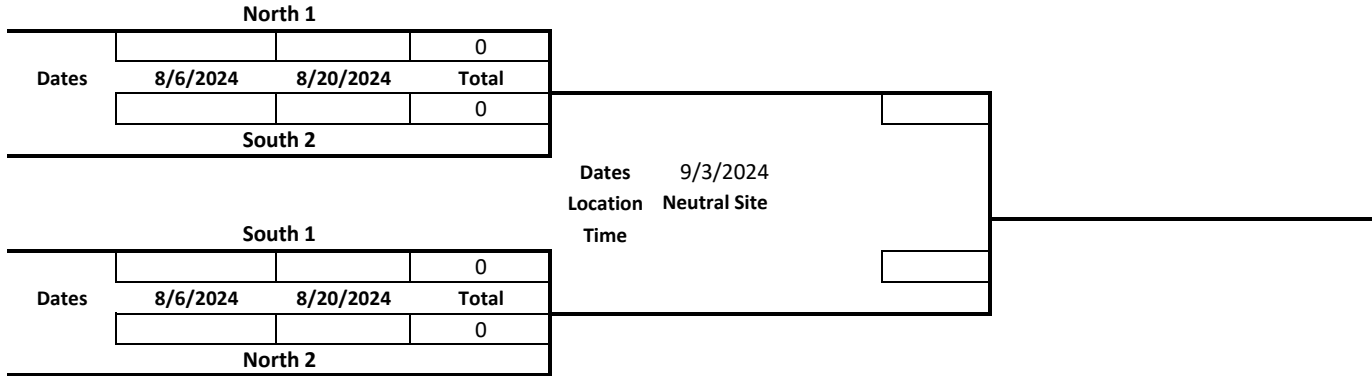 North 1
0
Dates 8/6/2024 8/20/2024 Total
0
South 2
Dates 9/3/2024
Location Neutral Site
Time
South 1
0
Dates 8/6/2024 8/20/2024 Total
0
North 2